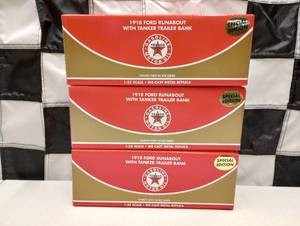 1918 FORD RUNABOUT
WITH TANKER TRAILER BANK
1:25 SCALE • DIE CAST METAL REPLICA
1918 FORD RUNABOUT
WITH TANKER TRAILER BANK
SPECIAL
EDITION
1:25 SCALE • DIE CAST METAL REPLICA
1918 FORD RUNABOUT
WITH TANKER TRAILER BANK
SPECIAL
EDITION
1:25 SCALE • DIE CAST METAL REPLICA